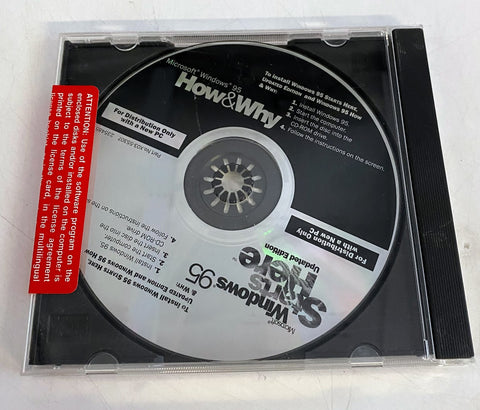 ATTENTION: Use of the software program on the
enclosed disks and/or installed on the computer is
subject to the terms of the license agreement
printed on the license card, in the multilingual
Microsoft® Windows® 95
How&Why
To install Windows 95 Starts Here,
Updated Edition and Windows 95 How
& Why:
1. Install Windows 95.
2. Start the computer.
3. Insert the disc into the
CD-ROM drive.
4. Follow the instructions on the screen.
For Distribution Only
with a New PC
Microsoft®
Windows 95
Starts
Here™
Updated Edition
For Distribution Only
with a New PC
To install Windows 95 Starts Here,
Updated Edition and Windows 95 How
& Why:
1. Install Windows 95.
2. Start the computer.
3. Insert the disc into the
CD-ROM drive.
4. Follow the instructions on